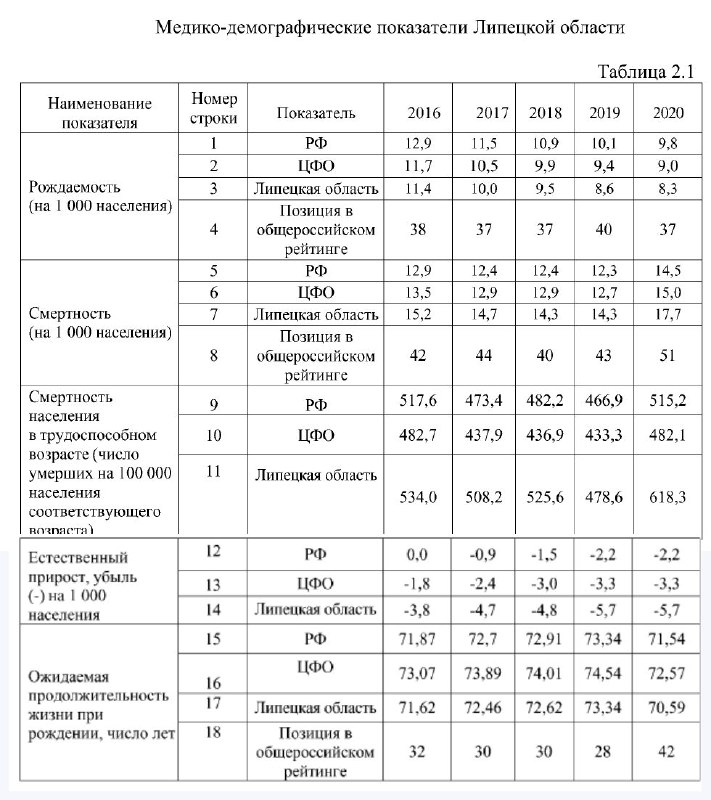 Медико-демографические показатели Липецкой области
Таблица 2.1
Наименование показателя Номер строки Показатель 2016 2017 2018 2019 2020
Рождаемость (на 1 000 населения)
1 РФ 12,9 11,5 10,9 10,1 9,8
2 ЦФО 11,7 10,5 9,9 9,4 9,0
3 Липецкая область 11,4 10,0 9,5 8,6 8,3
4 Позиция в общероссийском рейтинге 38 37 37 40 37
Смертность (на 1 000 населения)
5 РФ 12,9 12,4 12,4 12,3 14,5
6 ЦФО 13,5 12,9 12,9 12,7 15,0
7 Липецкая область 15,2 14,7 14,3 14,3 17,7
8 Позиция в общероссийском рейтинге 42 44 40 43 51
Смертность населения в трудоспособном возрасте (число умерших на 100 000 населения соответствующего возраста)
9 РФ 517,6 473,4 482,2 466,9 515,2
10 ЦФО 482,7 437,9 436,9 433,3 482,1
11 Липецкая область 534,0 508,2 525,6 478,6 618,3
Естественный прирост, убыль (-) на 1 000 населения
12 РФ 0,0 -0,9 -1,5 -2,2 -2,2
13 ЦФО -1,8 -2,4 -3,0 -3,3 -3,3
14 Липецкая область -3,8 -4,7 -4,8 -5,7 -5,7
Ожидаемая продолжительность жизни при рождении, число лет
15 РФ 71,87 72,7 72,91 73,34 71,54
16 ЦФО 73,07 73,89 74,01 74,54 72,57
17 Липецкая область 71,62 72,46 72,62 73,34 70,59
18 Позиция в общероссийском рейтинге 32 30 30 28 42